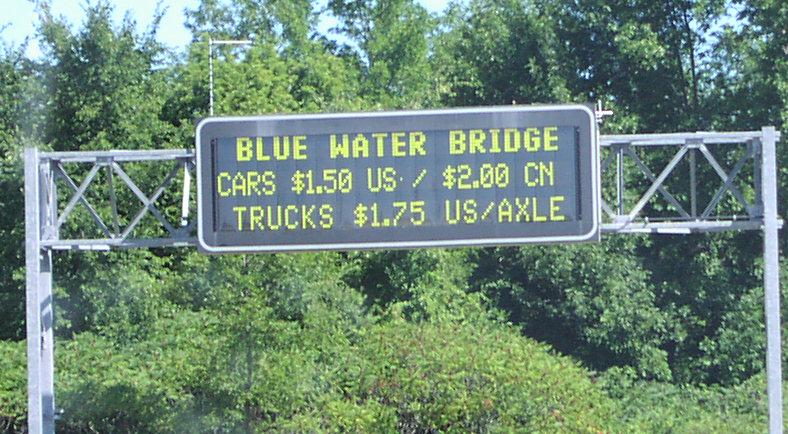 BLUE WATER BRIDGE
CARS $1.50 US / $2.00 CN
TRUCKS $1.75 US/AXLE